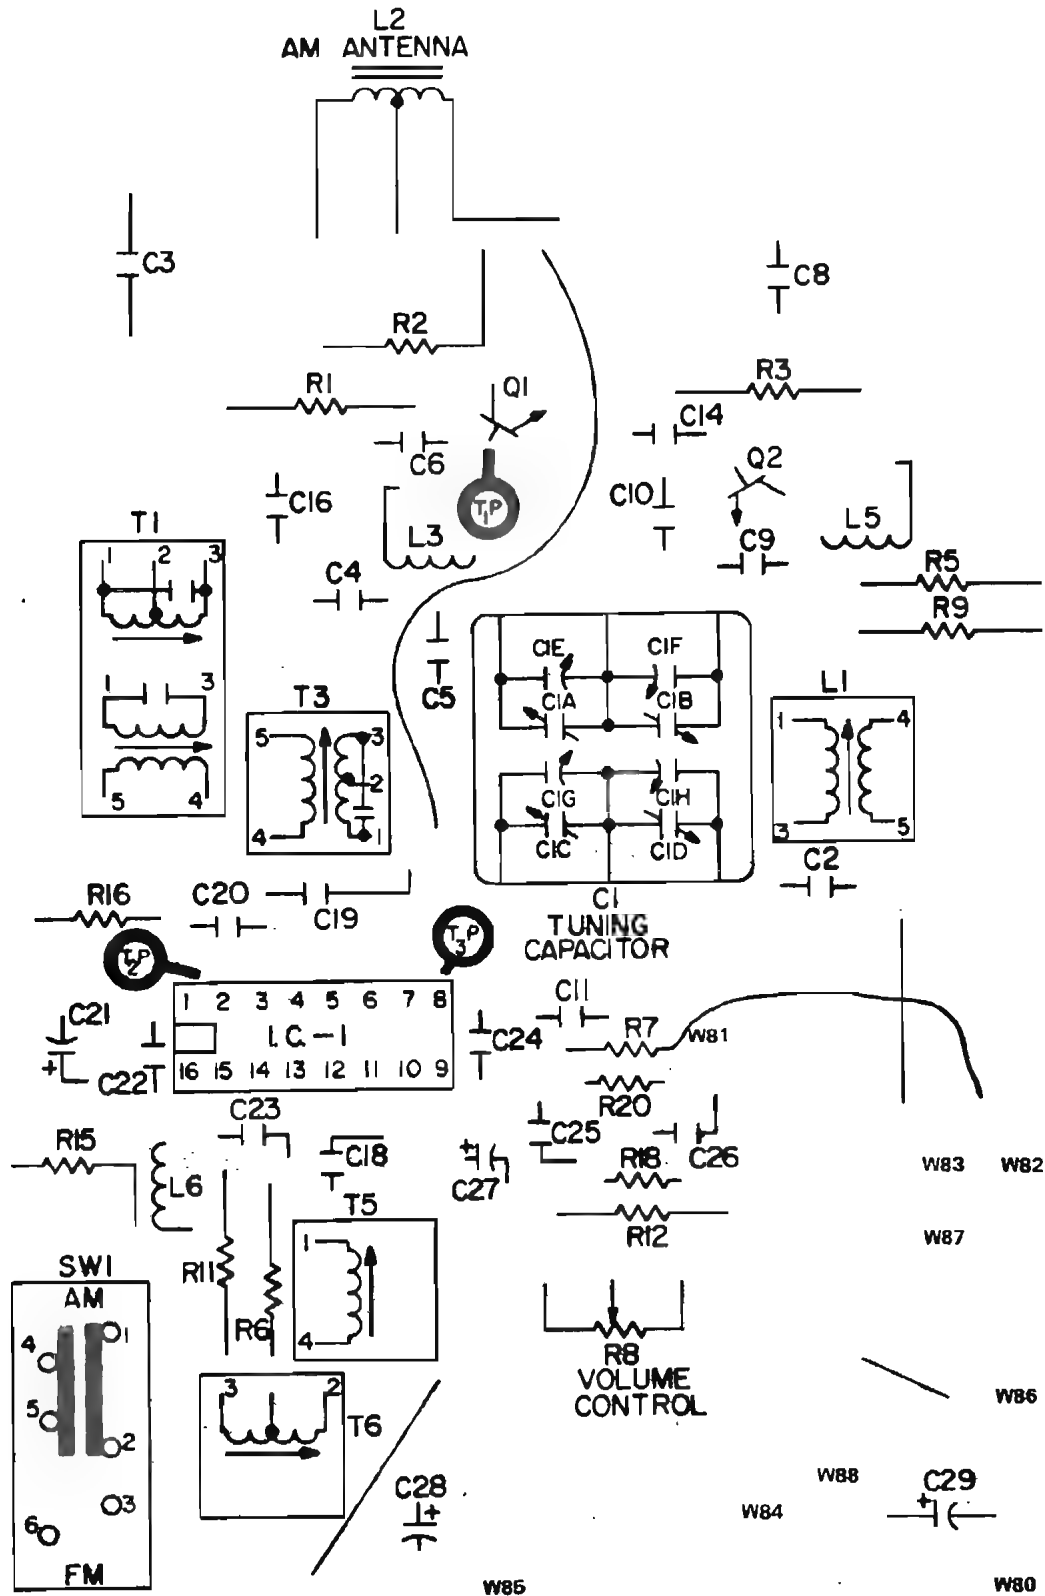 L2
AM ANTENNA
C3
C8
R2
R3
R1
Q1
C14
C6
Q2
C16
C10
T1P
T1
L3
C9
L5
1 2 3
C4
R5
R9
C1E C1F
1 3
T3
C5
C1A C1B
L1
5 3
1 4
2
5 4
C1G C1H
4 1
3 5
C1C C1D
C2
R16 C20
C19
C1
TUNING
CAPACITOR
T3P
T2P
C21
1 2 3 4 5 6 7 8
C11
I.C.-1
C24
R7
W81
+
C22
16 15 14 13 12 11 10 9
R20
C23
R15
C18
+
C25
C26
L6
C27
R18
W83 W82
T5
R12
W87
1
SW1
R11
AM
1
4
R6
4
R8
VOLUME
CONTROL
5
3 2
W86
2
T6
W88
C28
C29
+
+
3
W84
6
FM
W85
W80